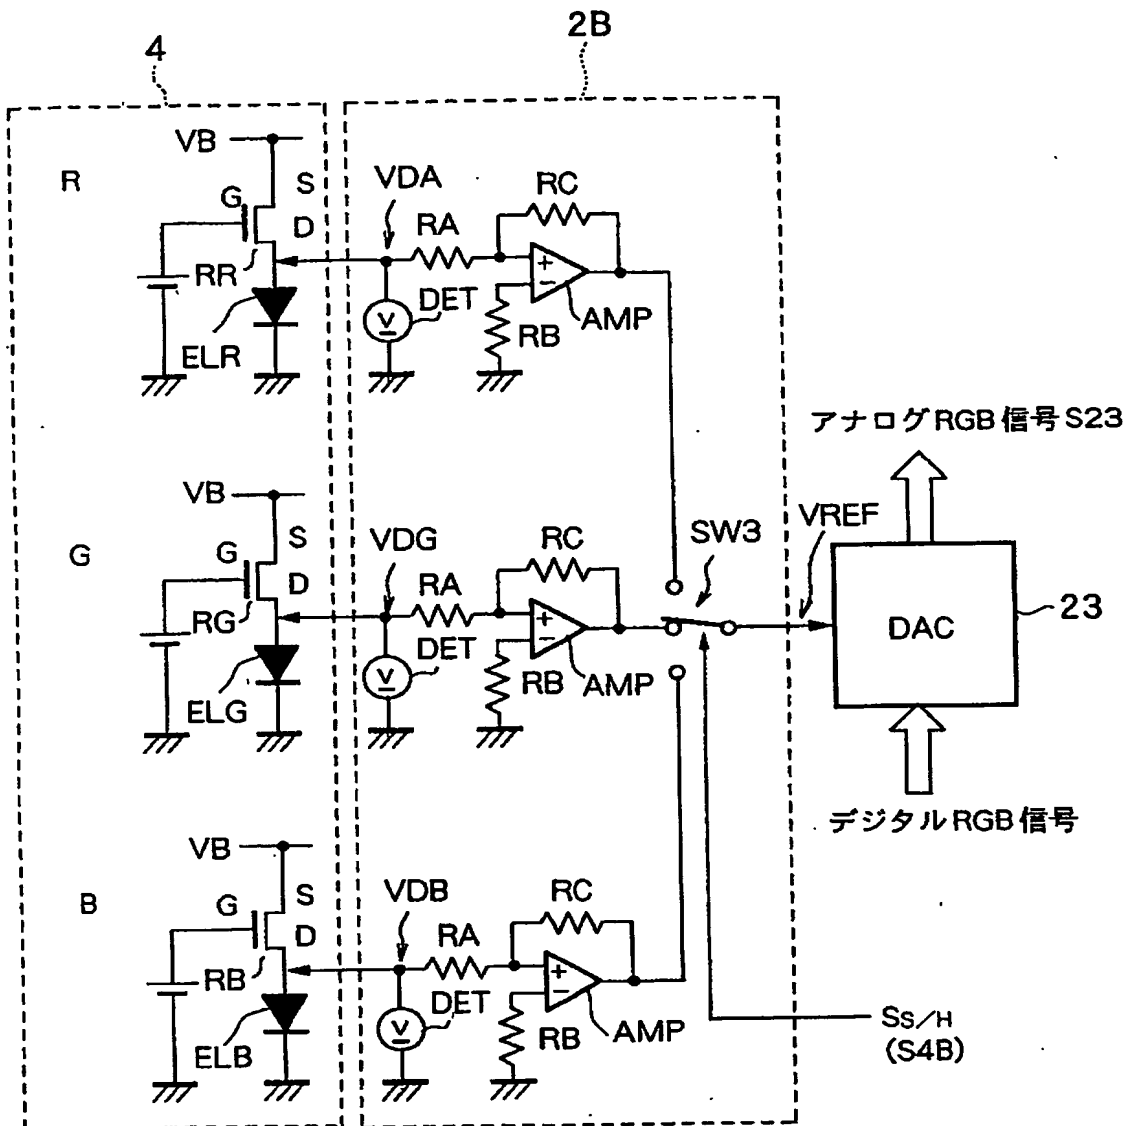 4
2B
VB
R
G
S
D
RR
ELR
VDA
RA
RC
DET
V
+
−
RB
AMP
アナログRGB信号S23
VB
G
G
S
D
RG
ELG
VDG
RA
RC
DET
V
+
−
RB
AMP
SW3
VREF
DAC
23
デジタルRGB信号
VB
B
G
S
D
RB
ELB
VDB
RA
RC
DET
V
+
−
RB
AMP
SS/H
(S4B)